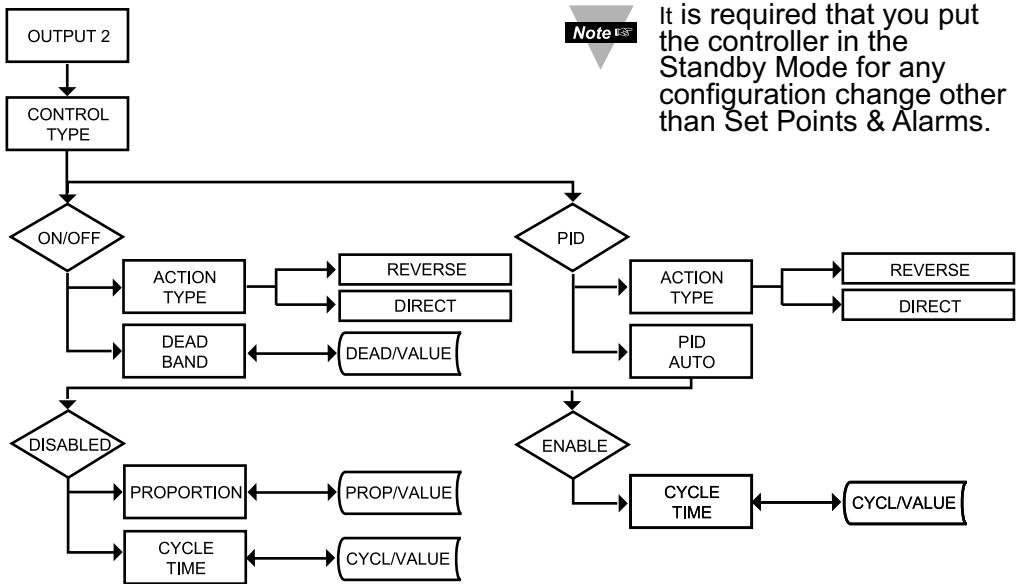 OUTPUT 2
Note
It is required that you put
the controller in the
Standby Mode for any
configuration change other
than Set Points & Alarms.
CONTROL
TYPE
ON/OFF
PID
ACTION
TYPE
REVERSE
DIRECT
ACTION
TYPE
REVERSE
DIRECT
DEAD
BAND
DEAD/VALUE
PID
AUTO
DISABLED
ENABLE
PROPORTION
PROP/VALUE
CYCLE
TIME
CYCL/VALUE
CYCLE
TIME
CYCL/VALUE